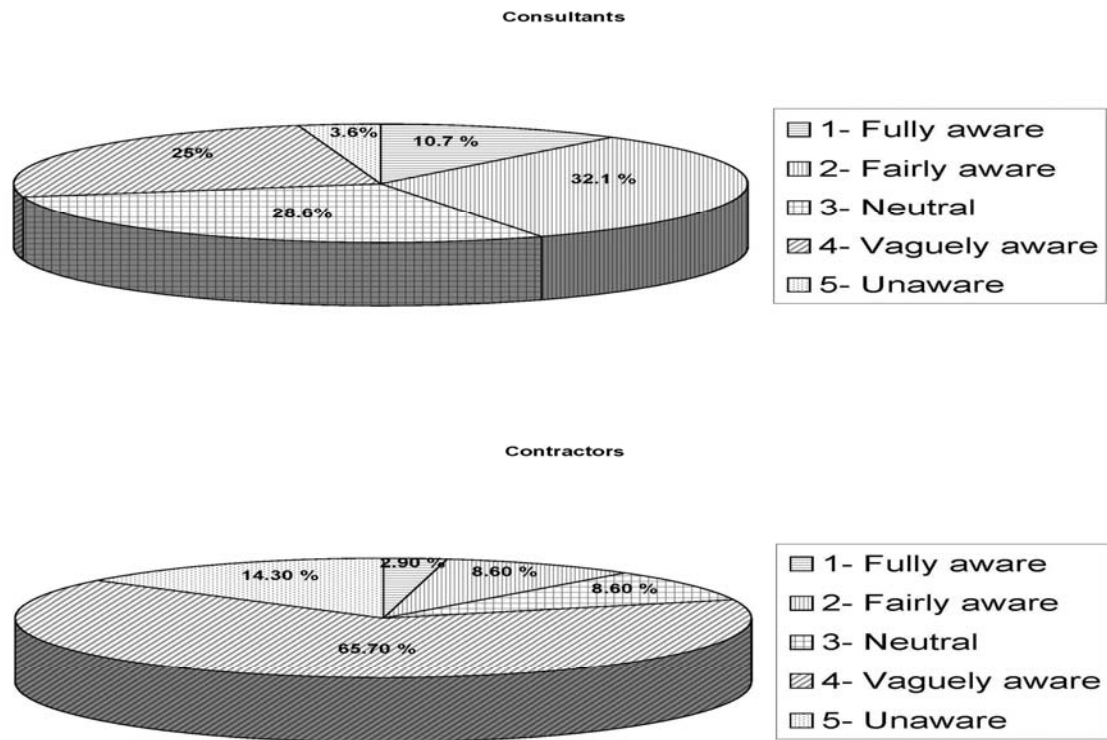 Consultants
3.6%
10.7 %
25%
32.1 %
28.6%
1- Fully aware
2- Fairly aware
3- Neutral
4- Vaguely aware
5- Unaware
Contractors
2.90 %
14.30 %
8.60 %
8.60 %
65.70 %
1- Fully aware
2- Fairly aware
3- Neutral
4- Vaguely aware
5- Unaware